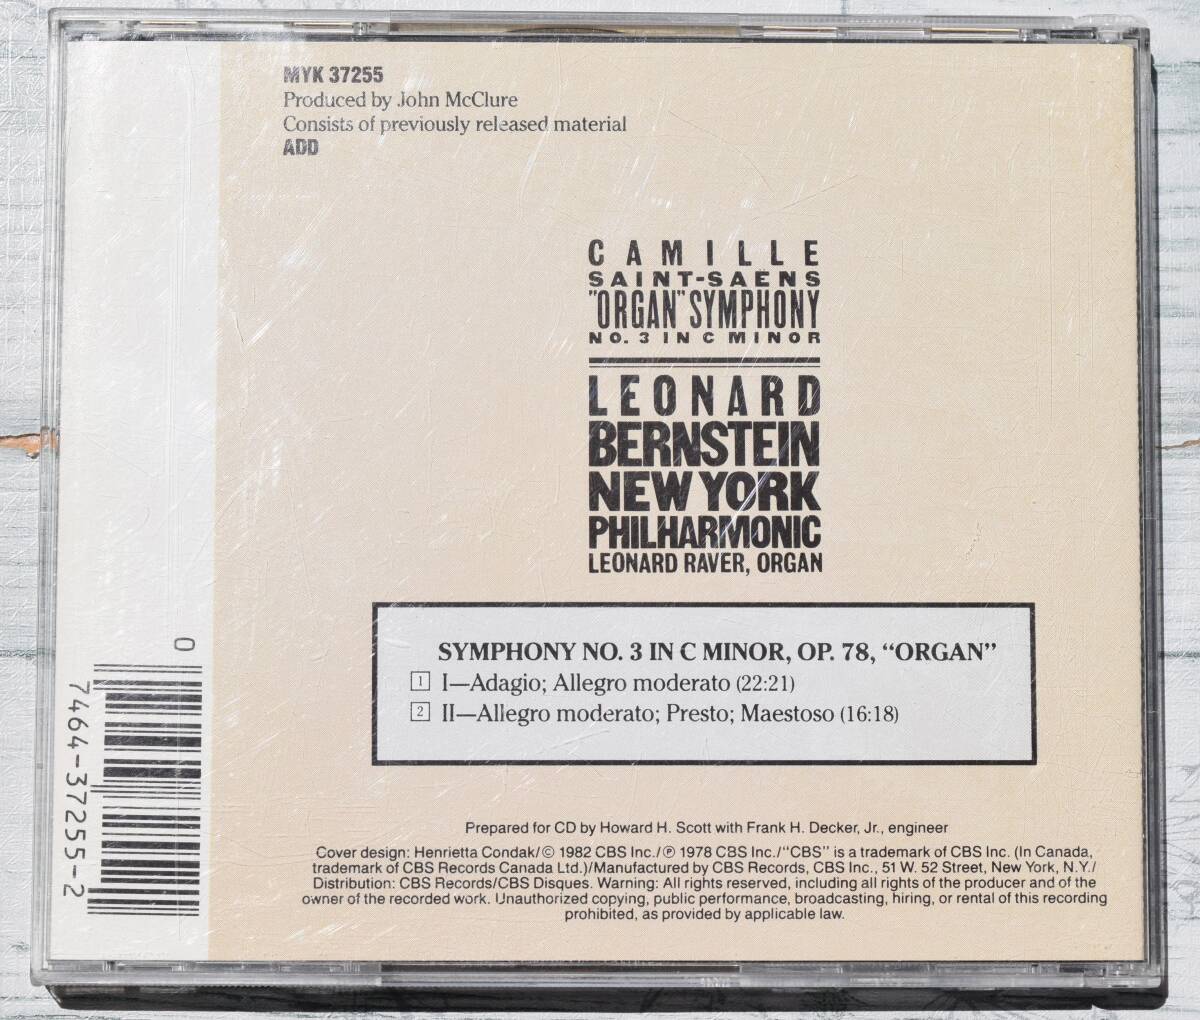 MYK 37255
Produced by John McClure
Consists of previously released material
ADD
CAMILLE
SAINT-SAËNS
"ORGAN" SYMPHONY
NO. 3 IN C MINOR
LEONARD
BERNSTEIN
NEW YORK
PHILHARMONIC
LEONARD RAVER, ORGAN
SYMPHONY NO. 3 IN C MINOR, OP. 78, “ORGAN”
1 I—Adagio; Allegro moderato (22:21)
2 II—Allegro moderato; Presto; Maestoso (16:18)
0
7464-37255-2
Prepared for CD by Howard H. Scott with Frank H. Decker, Jr., engineer
Cover design: Henrietta Condak/© 1982 CBS Inc./℗ 1978 CBS Inc./"CBS" is a trademark of CBS Inc. (In Canada,
trademark of CBS Records Canada Ltd.)/Manufactured by CBS Records, CBS Inc., 51 W. 52 Street, New York, N.Y./
Distribution: CBS Records/CBS Disques. Warning: All rights reserved, including all rights of the producer and of the
owner of the recorded work. Unauthorized copying, public performance, broadcasting, hiring, or rental of this recording
prohibited, as provided by applicable law.